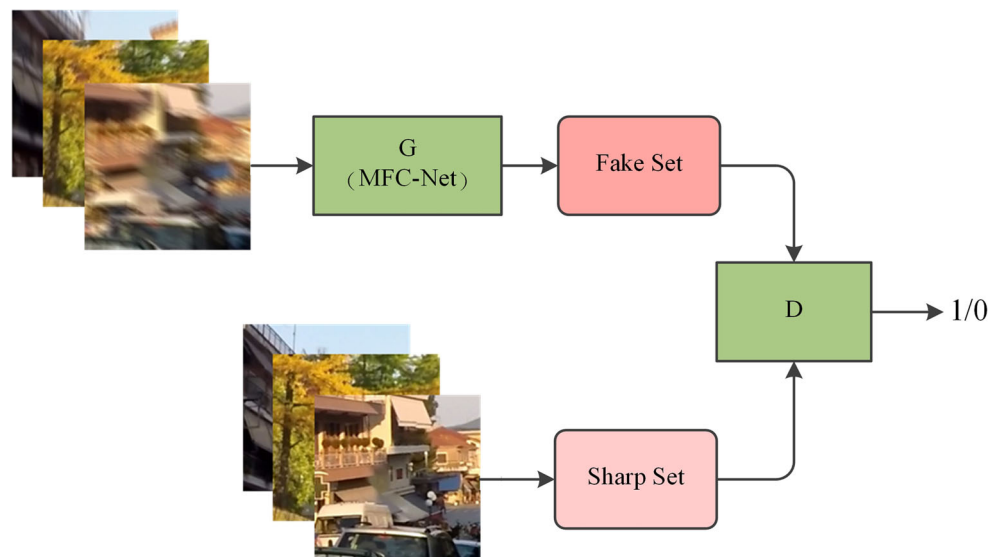 G
（MFC-Net）
Fake Set
D
1/0
Sharp Set